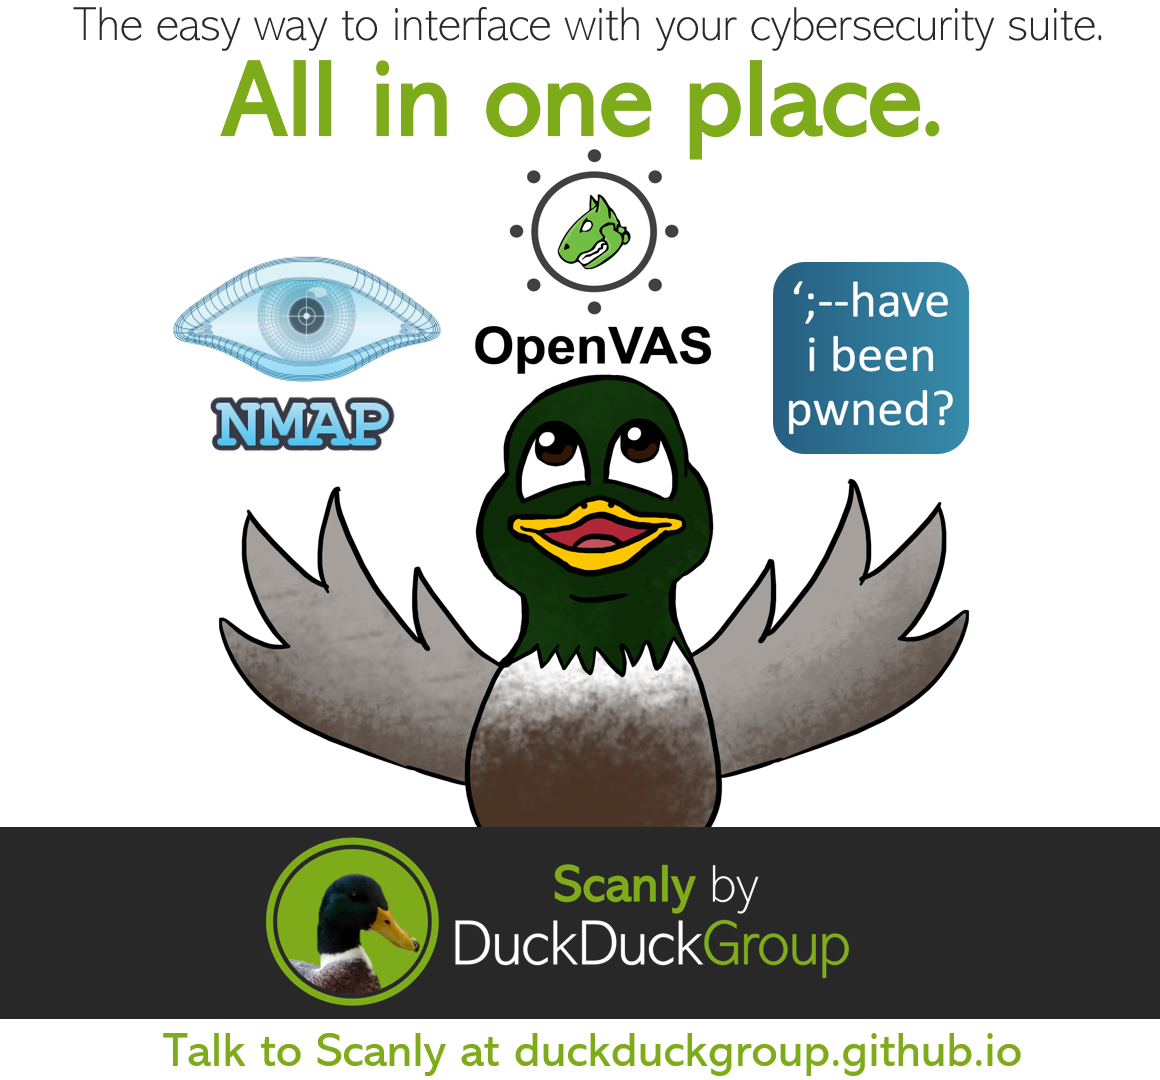 The easy way to interface with your cybersecurity suite.
All in one place.
OpenVAS
NMAP
‘;--have
i been
pwned?
Scanly by
DuckDuckGroup
Talk to Scanly at duckduckgroup.github.io